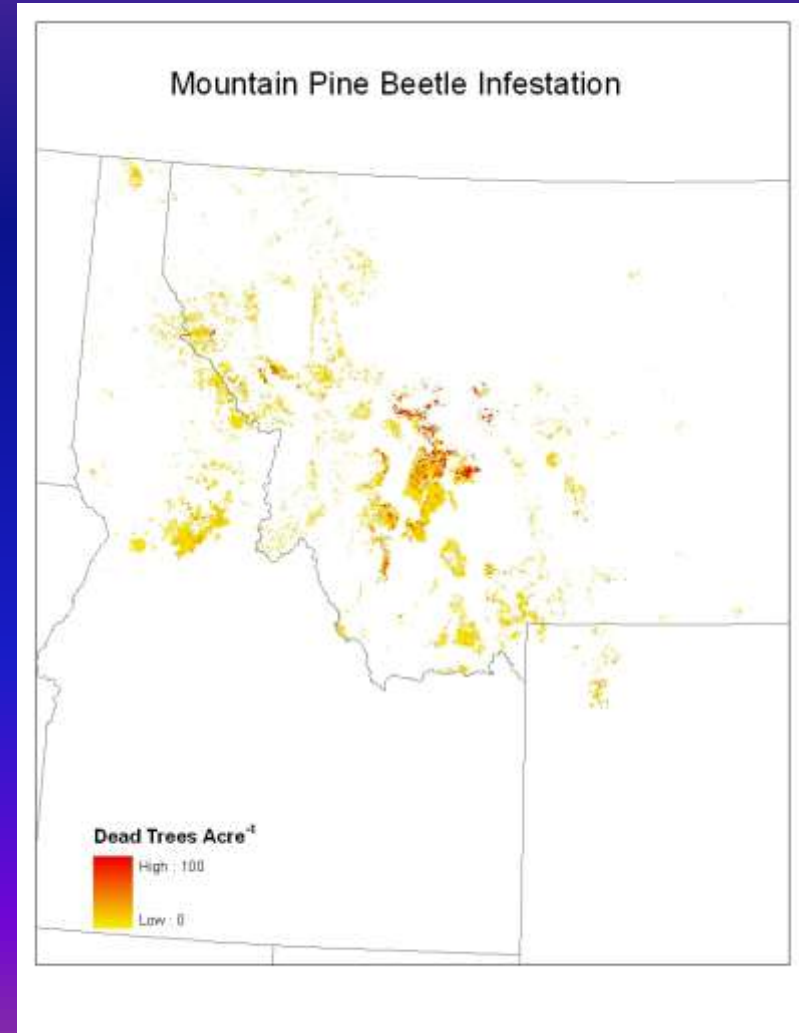 Mountain Pine Beetle Infestation
Dead Trees Acre⁻¹
High : 100
Low : 0